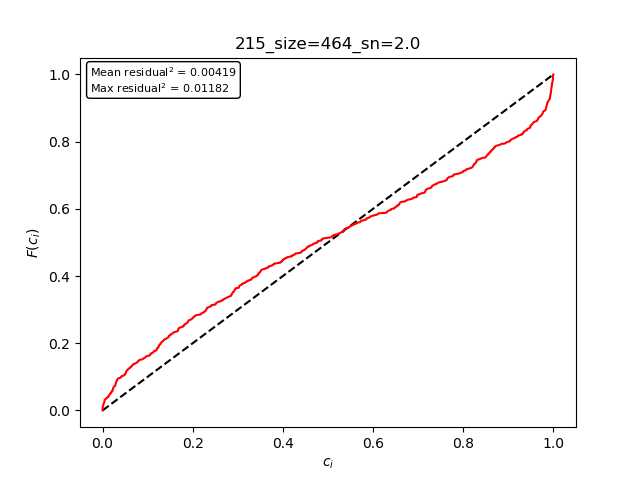 215_size=464_sn=2.0
Mean residual² = 0.00419
Max residual² = 0.01182
1.0
0.8
0.6
0.4
0.2
0.0
F(cᵢ)
0.0 0.2 0.4 0.6 0.8 1.0
cᵢ